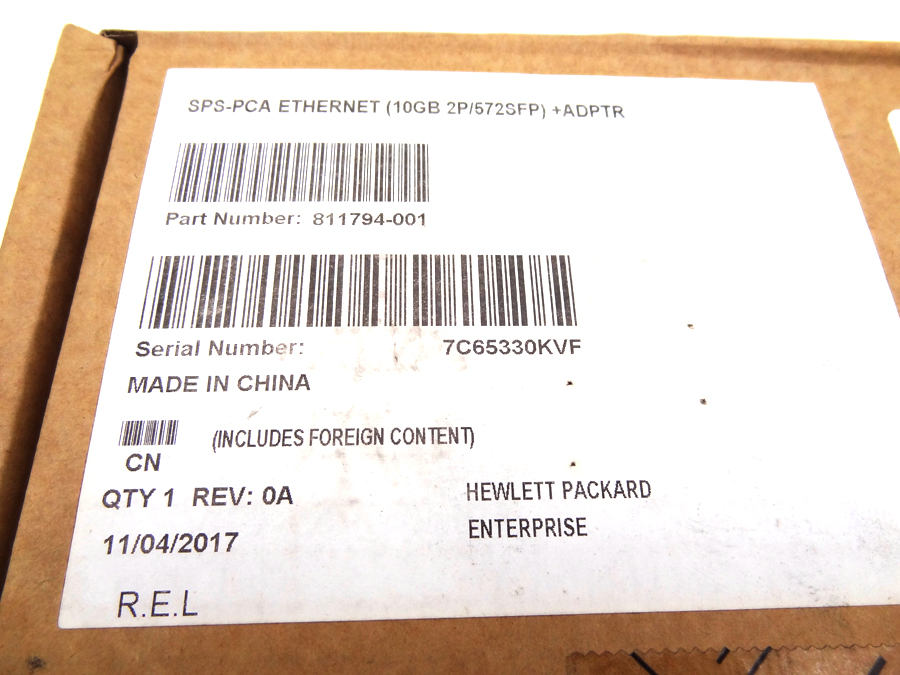 SPS-PCA ETHERNET (10GB 2P/572SFP) +ADPTR
Part Number: 811794-001
Serial Number: 7C65330KVF
MADE IN CHINA
(INCLUDES FOREIGN CONTENT)
CN
QTY 1 REV: 0A
HEWLETT PACKARD
ENTERPRISE
11/04/2017
R.E.L